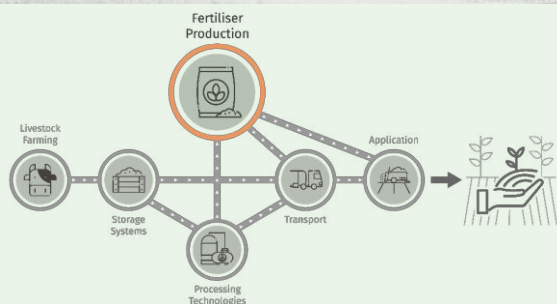 Fertiliser
Production
Livestock
Farming
Application
Storage
Systems
Transport
Processing
Technologies